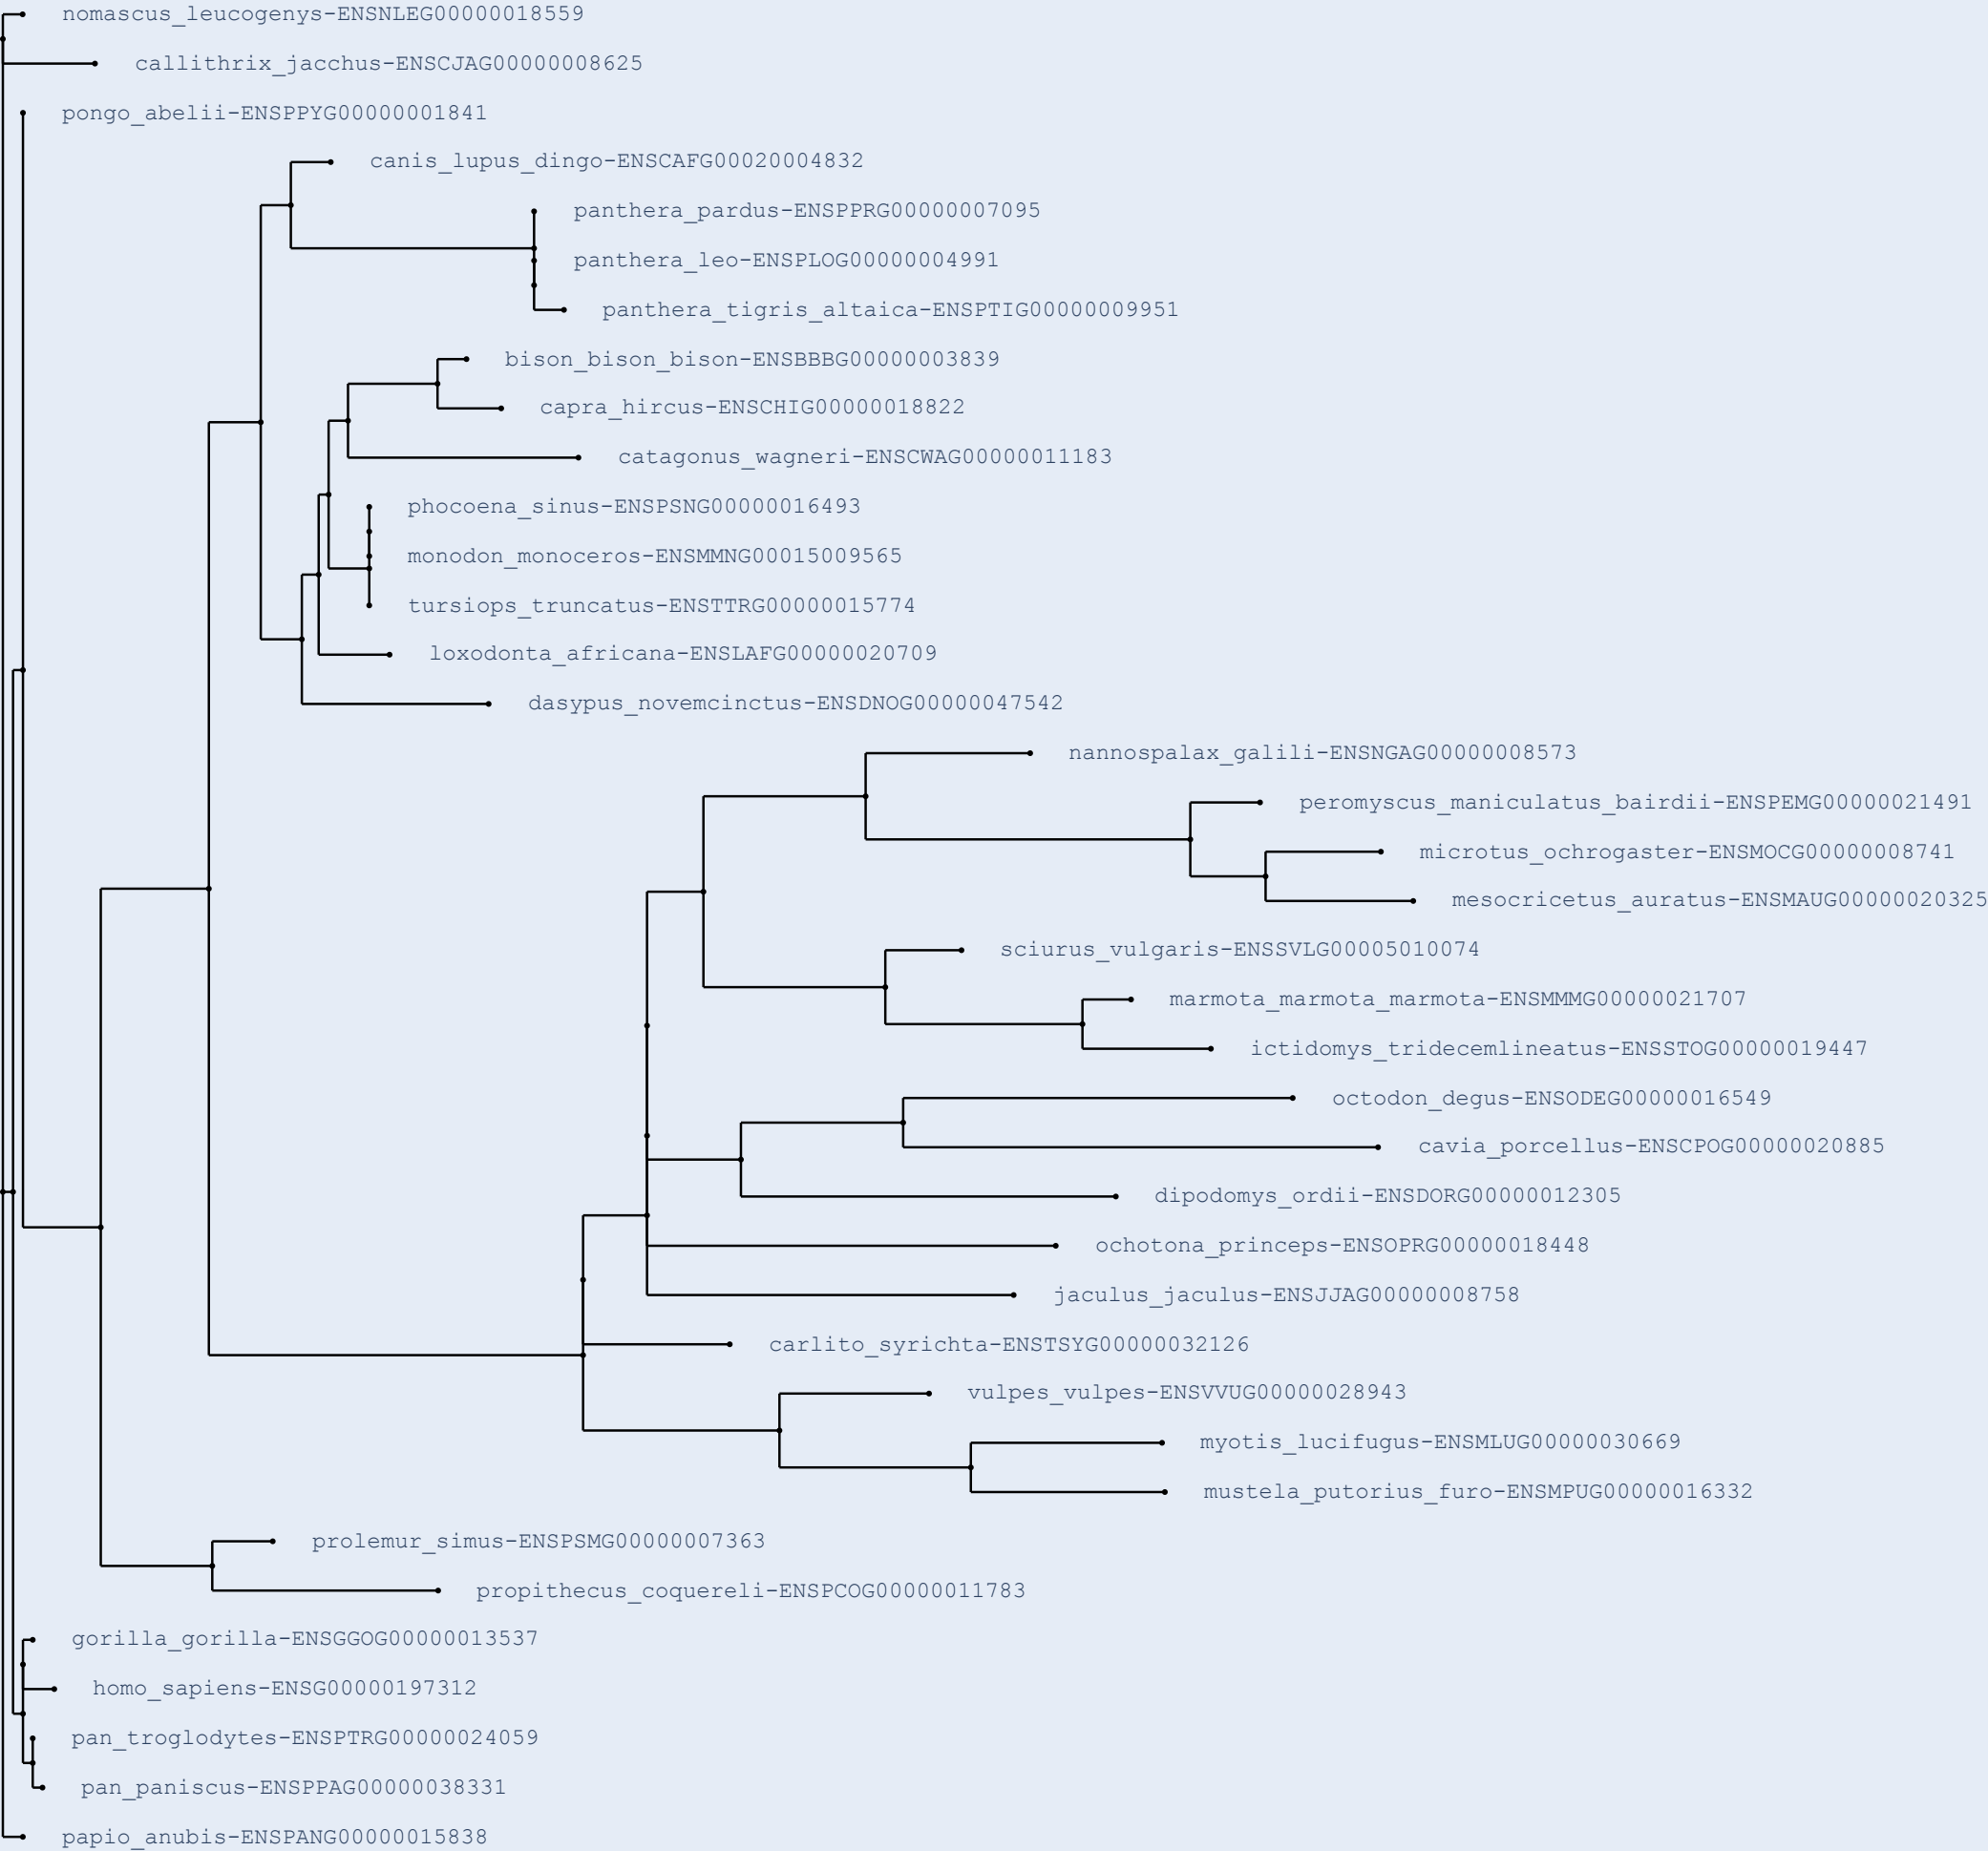 nomascus_leucogenys-ENSNLEG00000018559
callithrix_jacchus-ENSCJAG00000008625
pongo_abelii-ENSPPYG00000001841
canis_lupus_dingo-ENSCAFG00020004832
panthera_pardus-ENSPPRG00000007095
panthera_leo-ENSPLOG00000004991
panthera_tigris_altaica-ENSPTIG00000009951
bison_bison_bison-ENSBBBG00000003839
capra_hircus-ENSCHIG00000018822
catagonus_wagneri-ENSCWAG00000011183
phocoena_sinus-ENSPSNG00000016493
monodon_monoceros-ENSMMNG00015009565
tursiops_truncatus-ENSTTRG00000015774
loxodonta_africana-ENSLAFG00000020709
dasypus_novemcinctus-ENSDNOG00000047542
nannospalax_galili-ENSNGAG00000008573
peromyscus_maniculatus_bairdii-ENSPEMG00000021491
microtus_ochrogaster-ENSMOCG00000008741
mesocricetus_auratus-ENSMAUG00000020325
sciurus_vulgaris-ENSSVLG00005010074
marmota_marmota_marmota-ENSMMMG00000021707
ictidomys_tridecemlineatus-ENSSTOG00000019447
octodon_degus-ENSODEG00000016549
cavia_porcellus-ENSCPOG00000020885
dipodomys_ordii-ENSDORG00000012305
ochotona_princeps-ENSOPRG00000018448
jaculus_jaculus-ENSJJAG00000008758
carlito_syrichta-ENSTSYG00000032126
vulpes_vulpes-ENSVVUG00000028943
myotis_lucifugus-ENSMLUG00000030669
mustela_putorius_furo-ENSMPUG00000016332
prolemur_simus-ENSPSMG00000007363
propithecus_coquereli-ENSPCOG00000011783
gorilla_gorilla-ENSGGOG00000013537
homo_sapiens-ENSG00000197312
pan_troglodytes-ENSPTRG00000024059
pan_paniscus-ENSPPAG00000038331
papio_anubis-ENSPANG00000015838